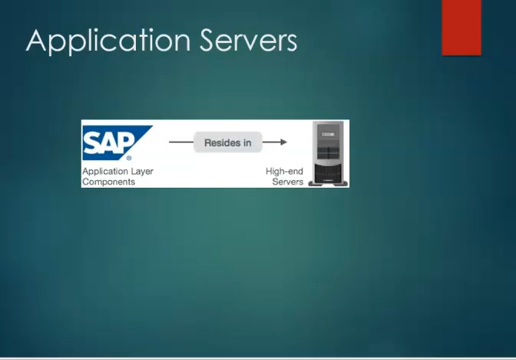 Application Servers
SAP
®
Resides in
Application Layer
Components
High-end
Servers